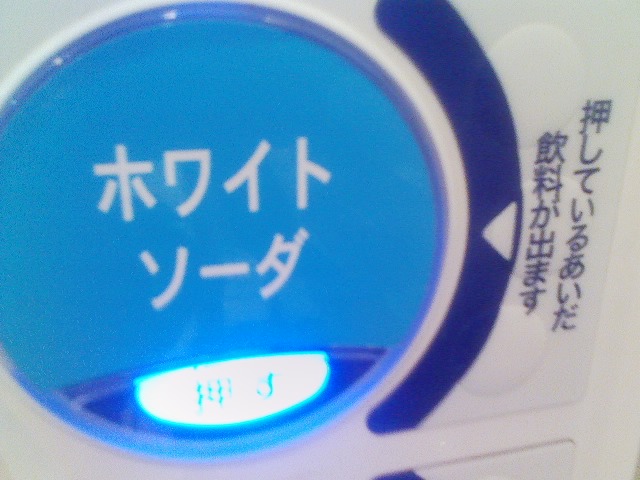 ホワイト
ソーダ
押す
押しているあいだ
飲料が出ます